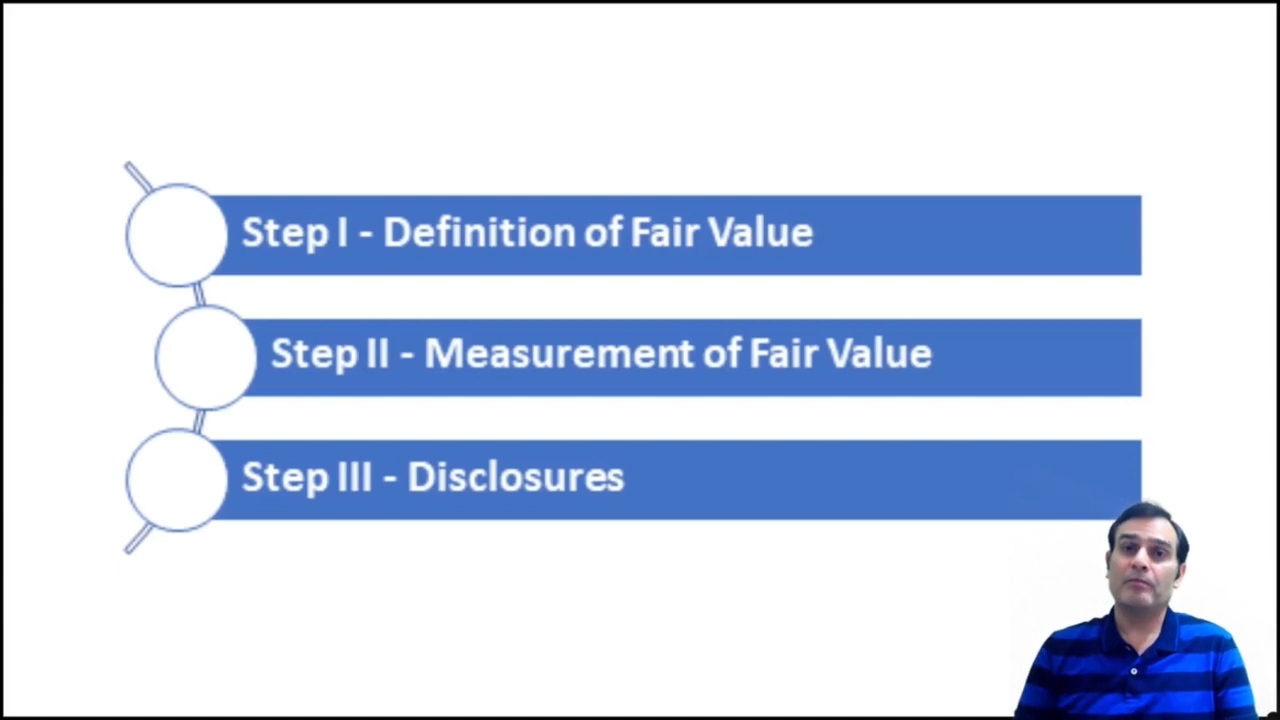 Step I - Definition of Fair Value
Step II - Measurement of Fair Value
Step III - Disclosures